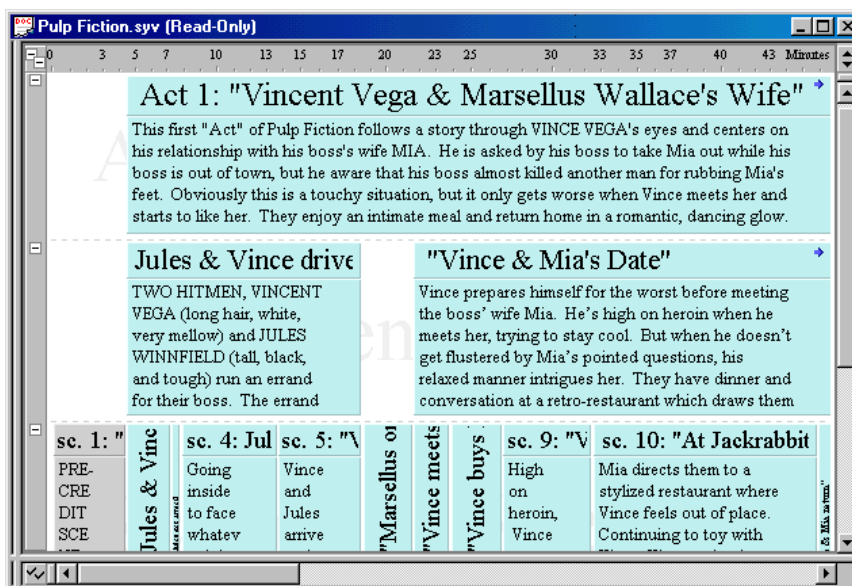 Pulp Fiction.syv (Read-Only)
0 3 5 7 10 13 15 17 20 23 25 30 33 35 37 40 43 Minutes
Act 1: "Vincent Vega & Marsellus Wallace's Wife"
This first "Act" of Pulp Fiction follows a story through VINCE VEGA's eyes and centers on
his relationship with his boss's wife MIA. He is asked by his boss to take Mia out while his
boss is out of town, but he aware that his boss almost killed another man for rubbing Mia's
feet. Obviously this is a touchy situation, but it only gets worse when Vince meets her and
starts to like her. They enjoy an intimate meal and return home in a romantic, dancing glow.
Jules & Vince drive
TWO HITMEN, VINCENT
VEGA (long hair, white,
very mellow) and JULES
WINNFIELD (tall, black,
and tough) run an errand
for their boss. The errand
"Vince & Mia's Date"
Vince prepares himself for the worst before meeting
the boss' wife Mia. He's high on heroin when he
meets her, trying to stay cool. But when he doesn't
get flustered by Mia's pointed questions, his
relaxed manner intrigues her. They have dinner and
conversation at a retro-restaurant which draws them
sc. 1: "
PRE-
CRE
DIT
SCE
Jules & Vinc
sc. 4: Jul
Going
inside
to face
whatev
sc. 5: "V
Vince
and
Jules
arrive
"Marsellus or
"Vince meets
"Vince buys
sc. 9: "V
High
on
heroin,
Vince
sc. 10: "At Jackrabbit
Mia directs them to a
stylized restaurant where
Vince feels out of place.
Continuing to toy with
& Mia return"